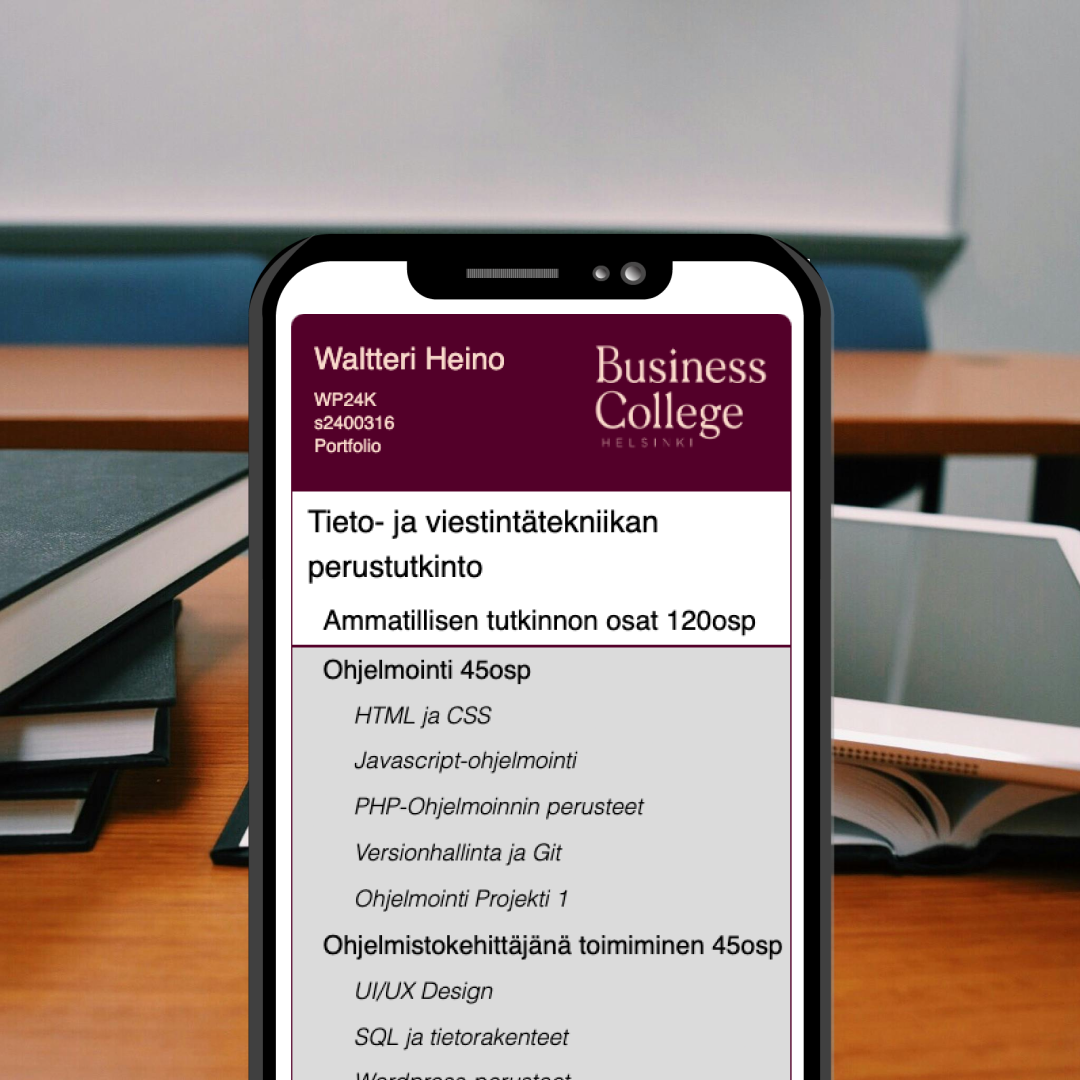 Waltteri Heino
WP24K
s2400316
Portfolio
Business
College
HELSINKI
Tieto- ja viestintätekniikan
perustutkinto
Ammatillisen tutkinnon osat 120osp
Ohjelmointi 45osp
HTML ja CSS
Javascript-ohjelmointi
PHP-Ohjelmoinnin perusteet
Versionhallinta ja Git
Ohjelmointi Projekti 1
Ohjelmistokehittäjänä toimiminen 45osp
UI/UX Design
SQL ja tietorakenteet
Wordpress perusteet